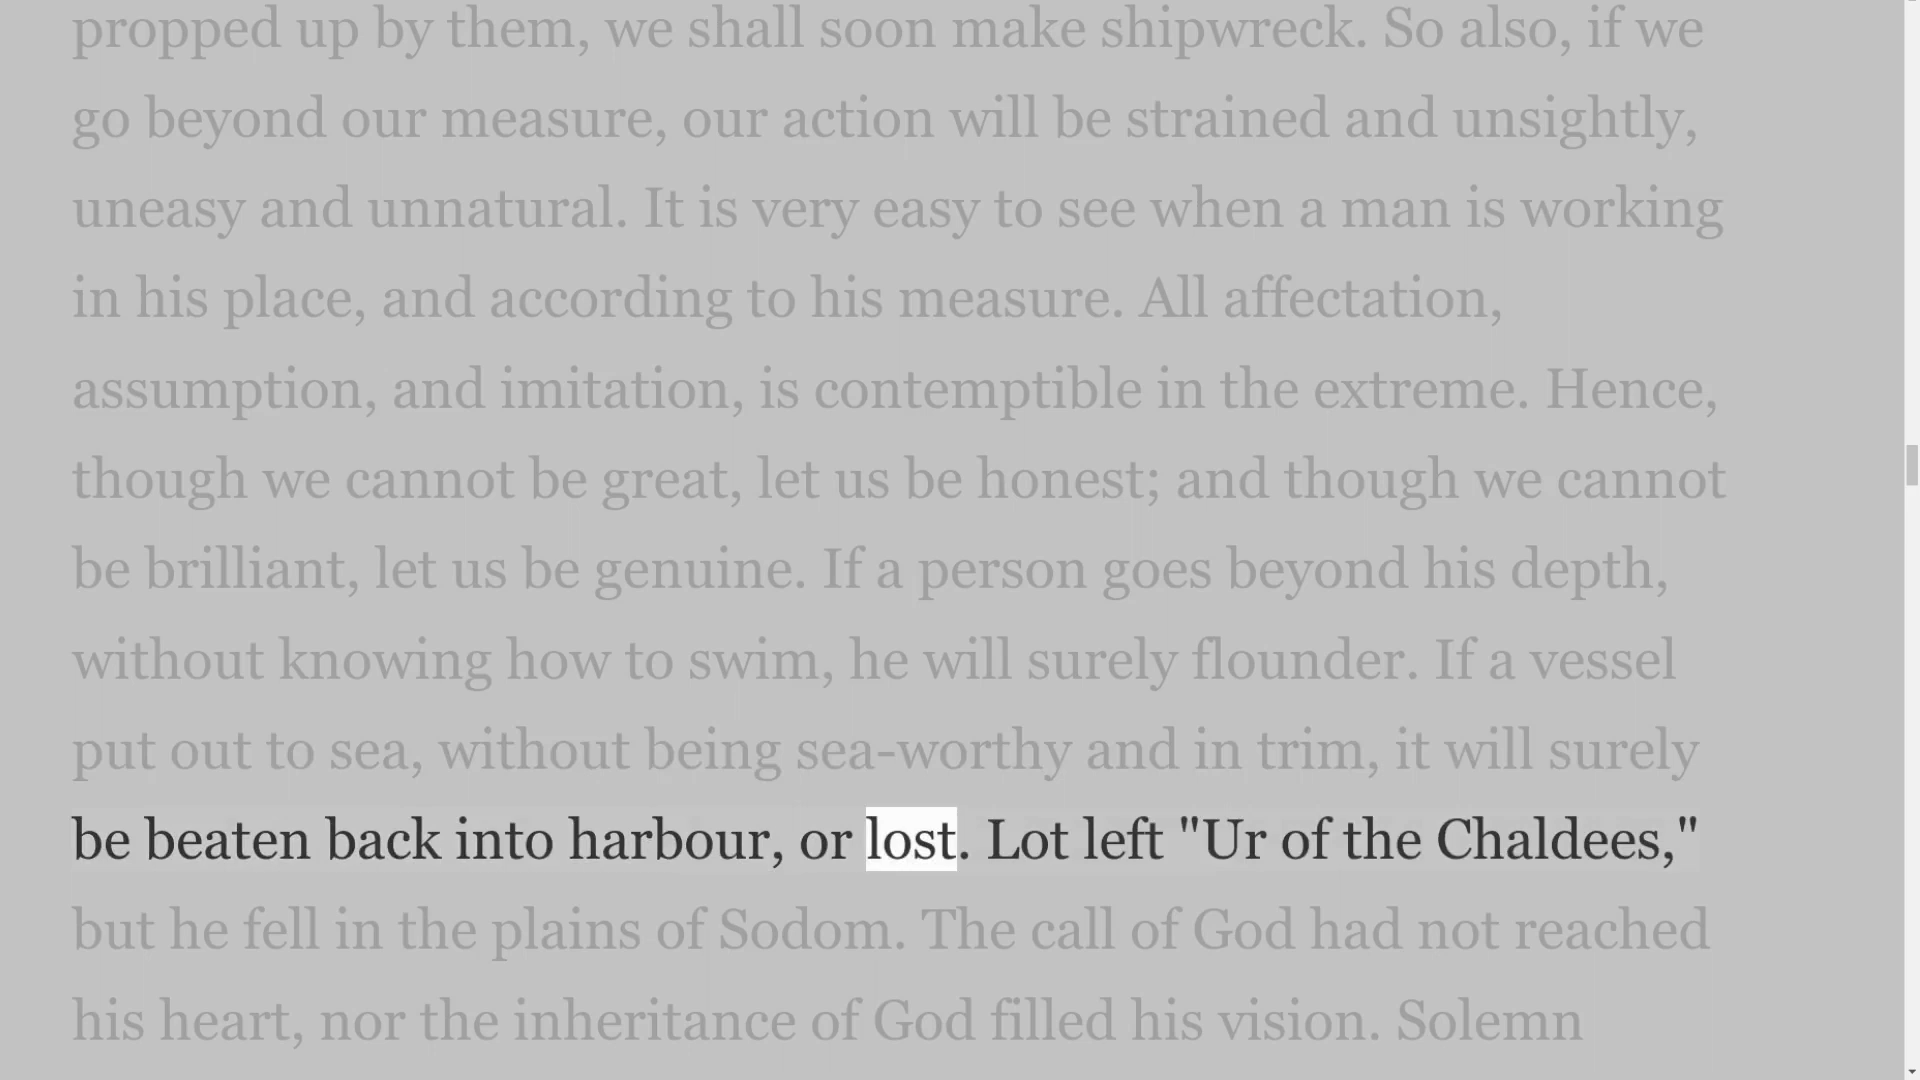 propped up by them, we shall soon make shipwreck. So also, if we
go beyond our measure, our action will be strained and unsightly,
uneasy and unnatural. It is very easy to see when a man is working
in his place, and according to his measure. All affectation,
assumption, and imitation, is contemptible in the extreme. Hence,
though we cannot be great, let us be honest; and though we cannot
be brilliant, let us be genuine. If a person goes beyond his depth,
without knowing how to swim, he will surely flounder. If a vessel
put out to sea, without being sea-worthy and in trim, it will surely
be beaten back into harbour, or lost. Lot left "Ur of the Chaldees,"
but he fell in the plains of Sodom. The call of God had not reached
his heart, nor the inheritance of God filled his vision. Solemn